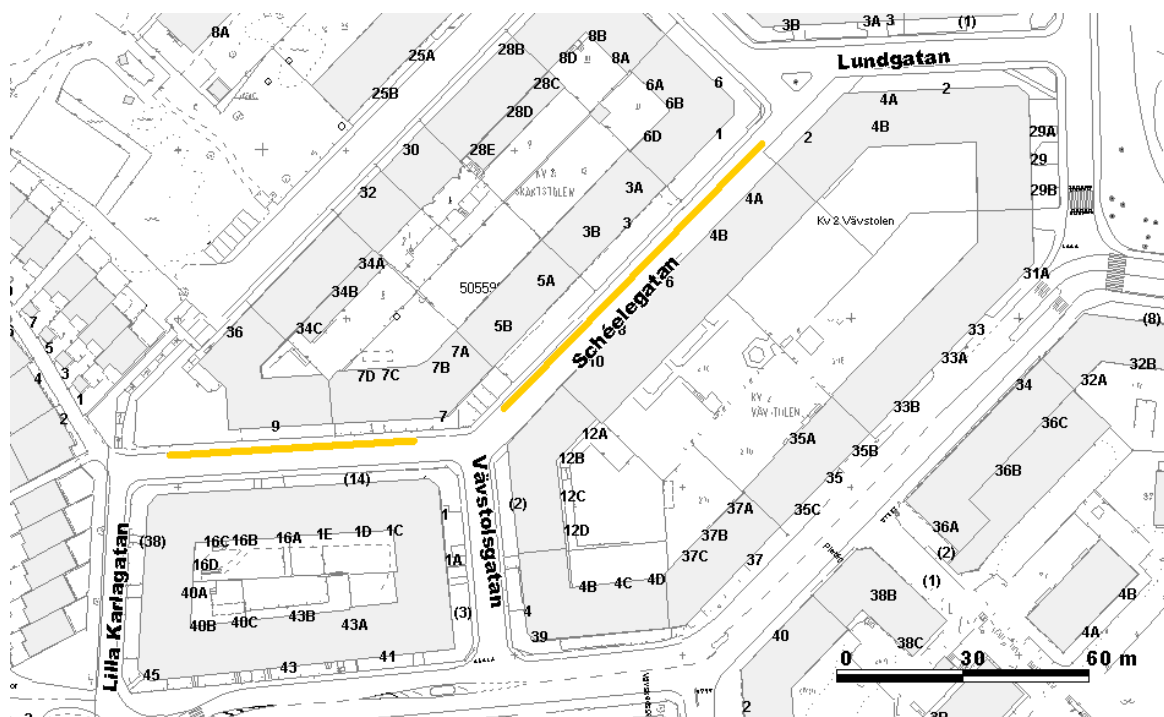 8A
25A
25B
28B
8B
8D
8A
28C
28D
28E
6A
6B
6D
6
1
30
32
3B
3A
3
(1)
Lundgatan
2
4A
4B
2
29A
29
29B
KV 2
3A
3B
3
4A
4B
Kv 2 Vävstolen
34A
34B
34C
36
5A
5B
Schéelegatan
6
10
31A
33
33A
33B
(8)
32B
32A
34
36C
36B
36A
7
5
3
1
4
2
7A
7B
7C
7D
7
9
12A
12B
12C
12D
KV 2
35A
35B
35
35C
(14)
(2)
Vävstolsgatan
1
1A
(3)
(38)
16C
16B
16A
1E
1D
1C
16D
40A
40B
40C
43B
43A
45
43
41
Lilla Karlagatan
37A
37B
37C
37
4B
4C
4D
4
39
(2)
(1)
38B
38C
40
2
4B
4A
0 30 60 m